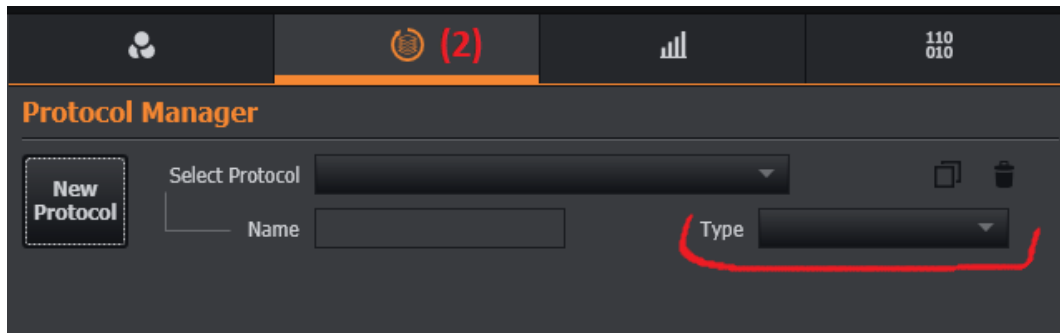 (2)
110
010
Protocol Manager
New
Protocol
Select Protocol
Name
Type